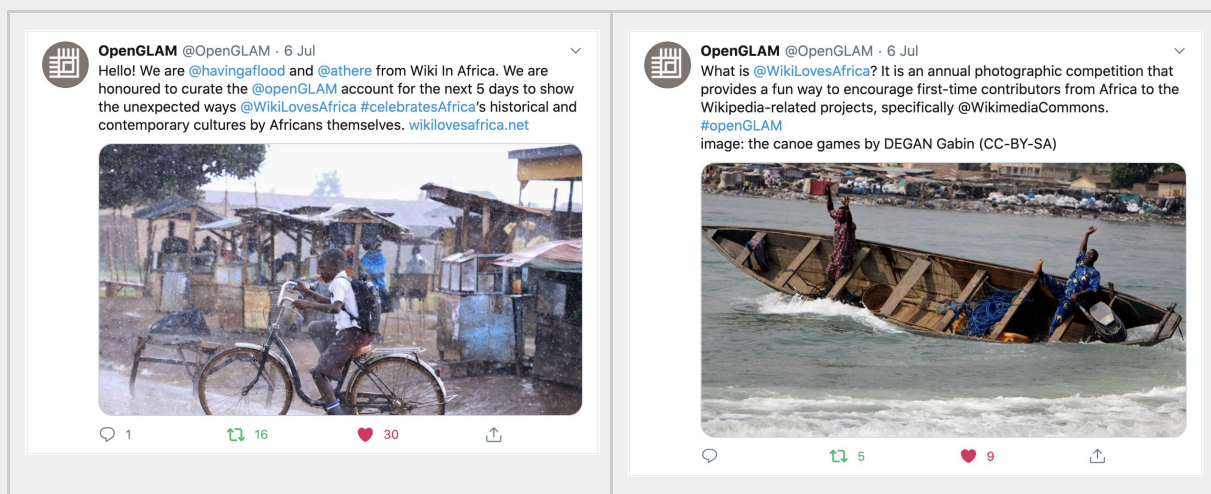 OpenGLAM @OpenGLAM · 6 Jul
Hello! We are @havingaflood and @athere from Wiki In Africa. We are
honoured to curate the @openGLAM account for the next 5 days to show
the unexpected ways @WikiLovesAfrica #celebratesAfrica's historical and
contemporary cultures by Africans themselves. wikilovesafrica.net
1 16 30
OpenGLAM @OpenGLAM · 6 Jul
What is @WikiLovesAfrica? It is an annual photographic competition that
provides a fun way to encourage first-time contributors from Africa to the
Wikipedia-related projects, specifically @WikimediaCommons.
#openGLAM
image: the canoe games by DEGAN Gabin (CC-BY-SA)
5 9